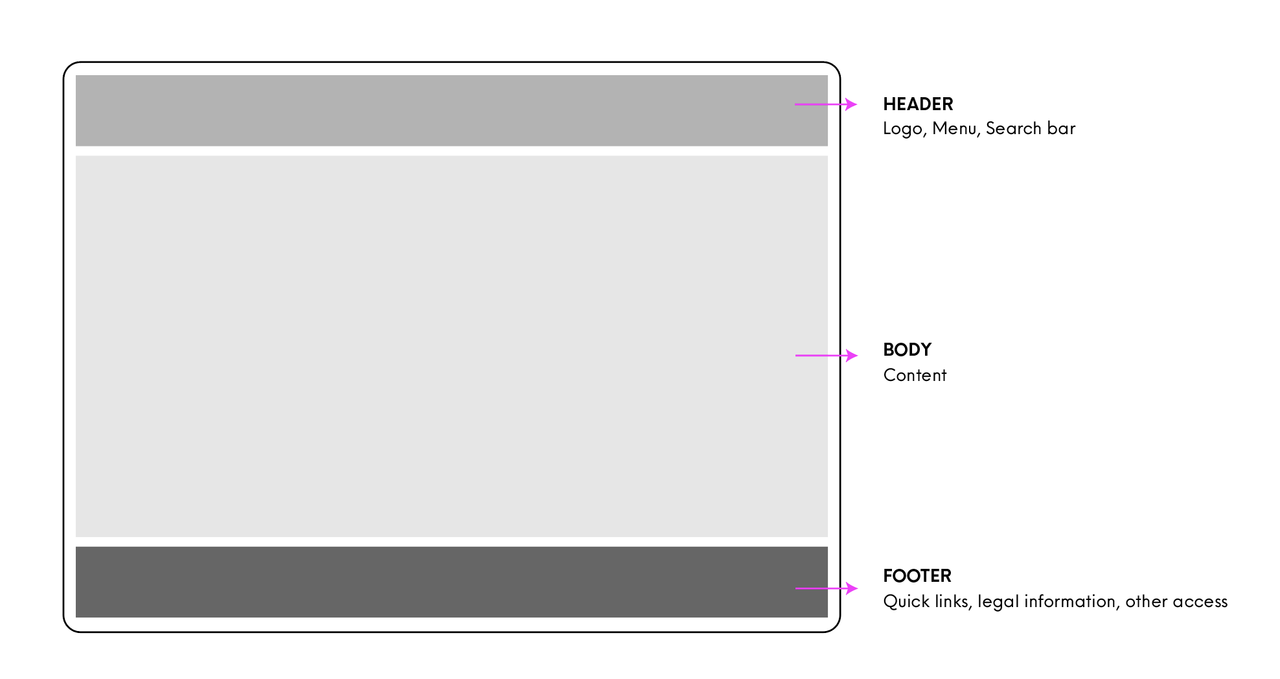 HEADER
Logo, Menu, Search bar
BODY
Content
FOOTER
Quick links, legal information, other access